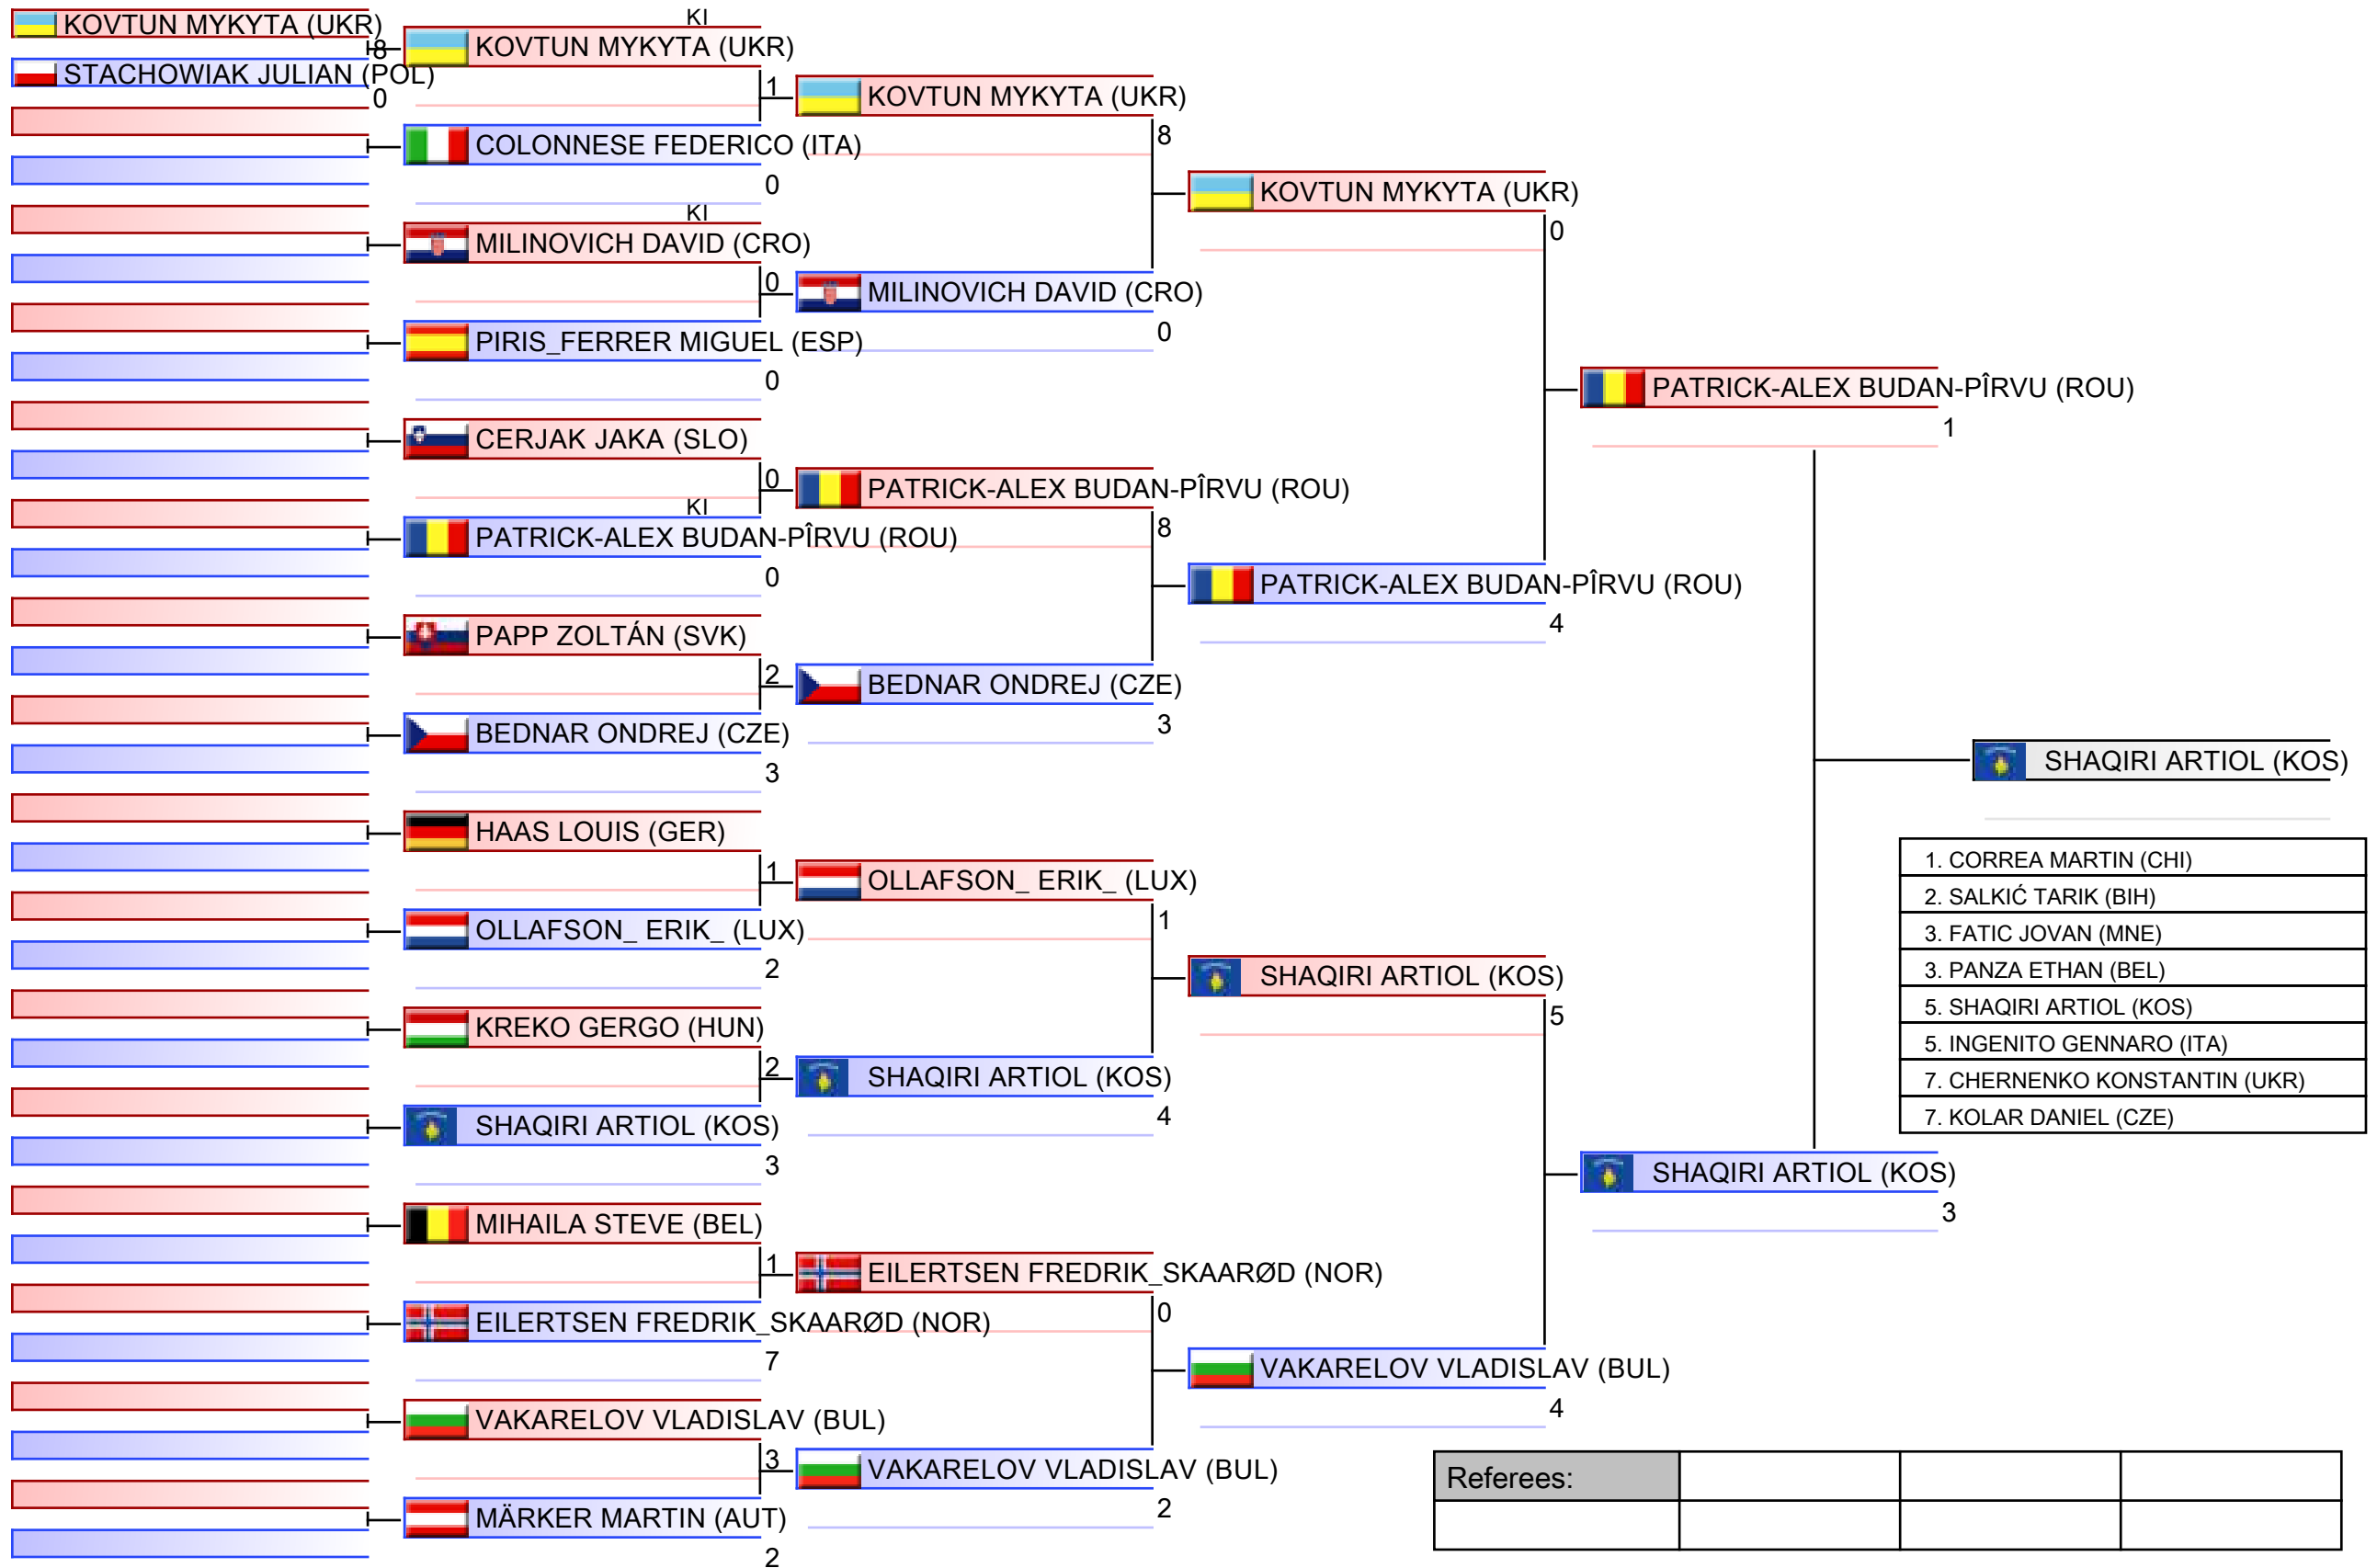 KOVTUN MYKYTA (UKR)
8
STACHOWIAK JULIAN (POL)
0
KI
KOVTUN MYKYTA (UKR)
1
COLONNESE FEDERICO (ITA)
0
KI
MILINOVICH DAVID (CRO)
0
PIRIS_FERRER MIGUEL (ESP)
0
CERJAK JAKA (SLO)
0
KI
PATRICK-ALEX BUDAN-PÎRVU (ROU)
0
PAPP ZOLTÁN (SVK)
2
BEDNAR ONDREJ (CZE)
3
HAAS LOUIS (GER)
1
OLLAFSON_ ERIK_ (LUX)
2
KREKO GERGO (HUN)
2
SHAQIRI ARTIOL (KOS)
3
MIHAILA STEVE (BEL)
1
EILERTSEN FREDRIK_SKAARØD (NOR)
7
VAKARELOV VLADISLAV (BUL)
3
MÄRKER MARTIN (AUT)
2
KOVTUN MYKYTA (UKR)
8
MILINOVICH DAVID (CRO)
0
PATRICK-ALEX BUDAN-PÎRVU (ROU)
8
BEDNAR ONDREJ (CZE)
3
OLLAFSON_ ERIK_ (LUX)
1
SHAQIRI ARTIOL (KOS)
4
EILERTSEN FREDRIK_SKAARØD (NOR)
0
VAKARELOV VLADISLAV (BUL)
2
KOVTUN MYKYTA (UKR)
0
PATRICK-ALEX BUDAN-PÎRVU (ROU)
4
SHAQIRI ARTIOL (KOS)
5
VAKARELOV VLADISLAV (BUL)
4
PATRICK-ALEX BUDAN-PÎRVU (ROU)
1
SHAQIRI ARTIOL (KOS)
3
SHAQIRI ARTIOL (KOS)
1. CORREA MARTIN (CHI)
2. SALKIĆ TARIK (BIH)
3. FATIC JOVAN (MNE)
3. PANZA ETHAN (BEL)
5. SHAQIRI ARTIOL (KOS)
5. INGENITO GENNARO (ITA)
7. CHERNENKO KONSTANTIN (UKR)
7. KOLAR DANIEL (CZE)
Referees: